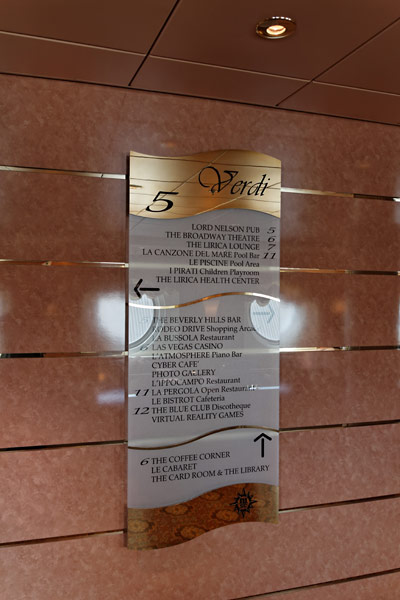 5 Verdi
LORD NELSON PUB 5
THE BROADWAY THEATRE 6
THE LIRICA LOUNGE 7
LA CANZONE DEL MARE Pool Bar 11
LE PISCINE Pool Area
I PIRATI Children Playroom
THE LIRICA HEALTH CENTER
THE BEVERLY HILLS BAR
RODEO DRIVE Shopping Arcade
LA BUSSOLA Restaurant
LAS VEGAS CASINO
L'ATMOSPHERE Piano Bar
CYBER CAFE'
PHOTO GALLERY
L'IPPOCAMPO Restaurant
11 LA PERGOLA Open Restaurant
LE BISTROT Cafeteria
12 THE BLUE CLUB Discotheque
VIRTUAL REALITY GAMES
6 THE COFFEE CORNER
LE CABARET
THE CARD ROOM & THE LIBRARY